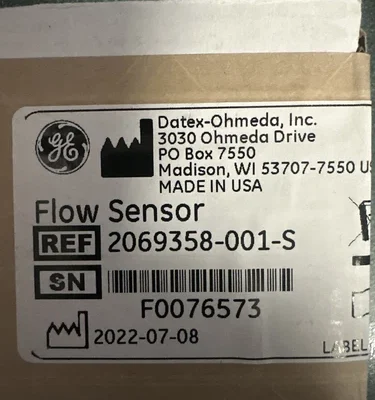 Datex-Ohmeda, Inc.
3030 Ohmeda Drive
PO Box 7550
Madison, WI 53707-7550
MADE IN USA
GE
Flow Sensor
REF 2069358-001-S
SN
F0076573
2022-07-08
LABEL